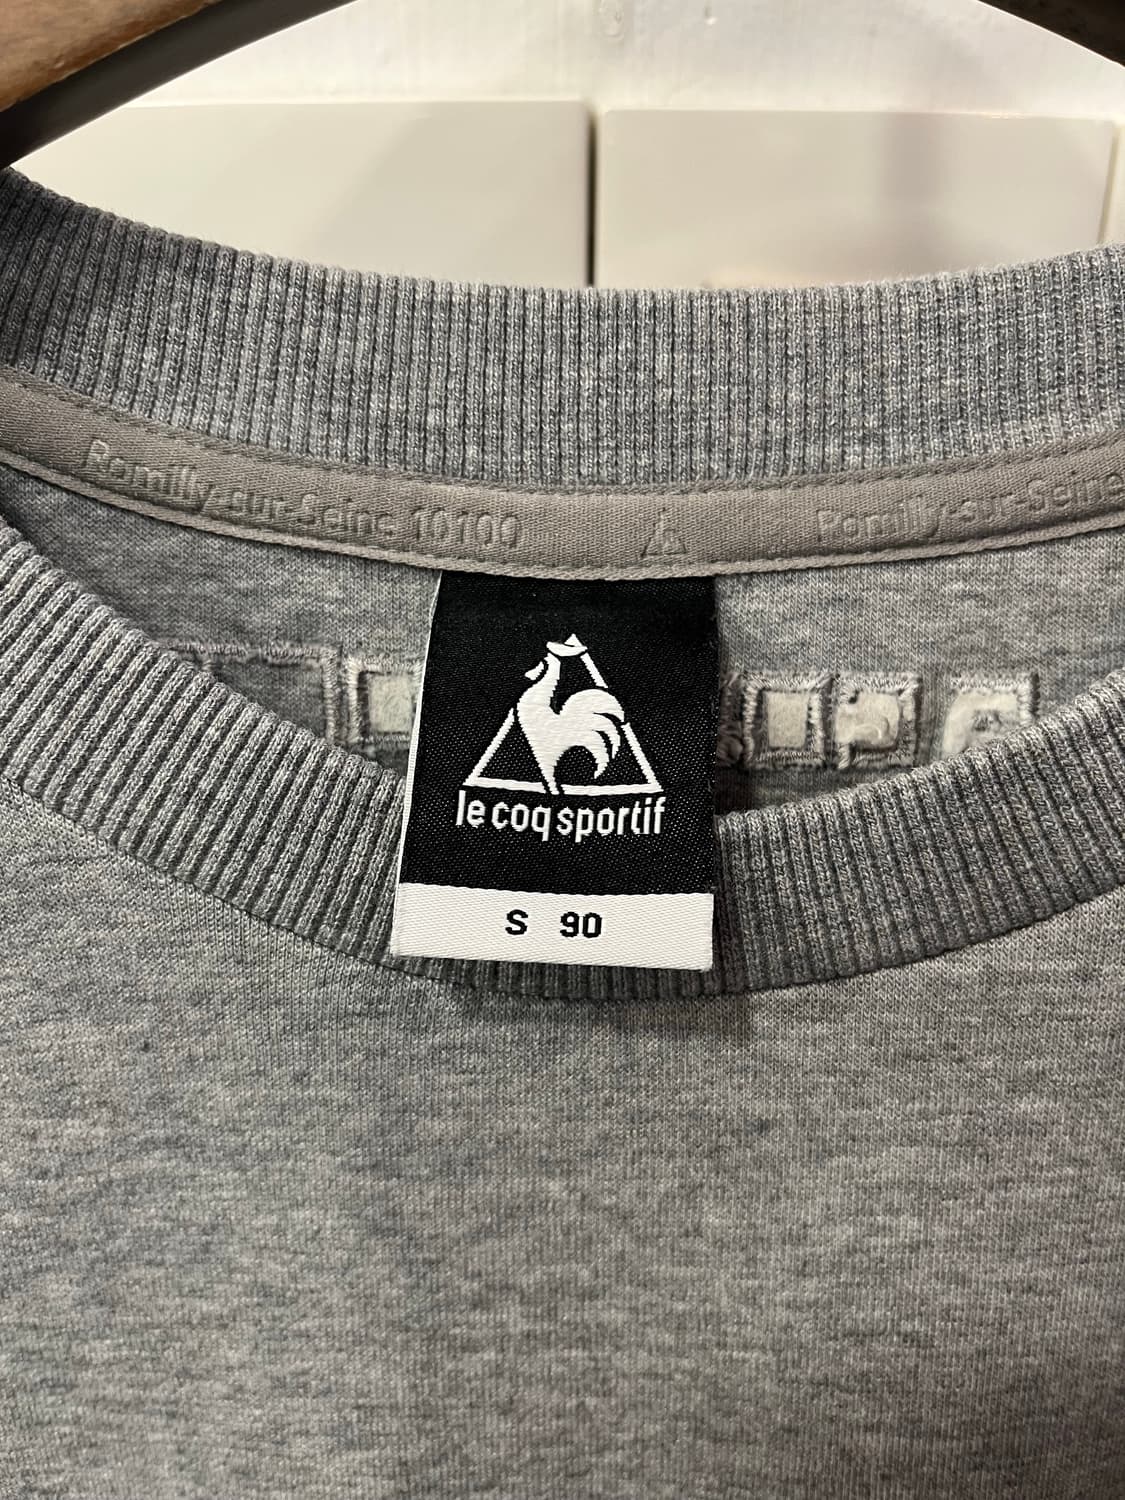 Romilly-sur-Seine 10100
Romilly-sur-Seine
le coq sportif
S 90